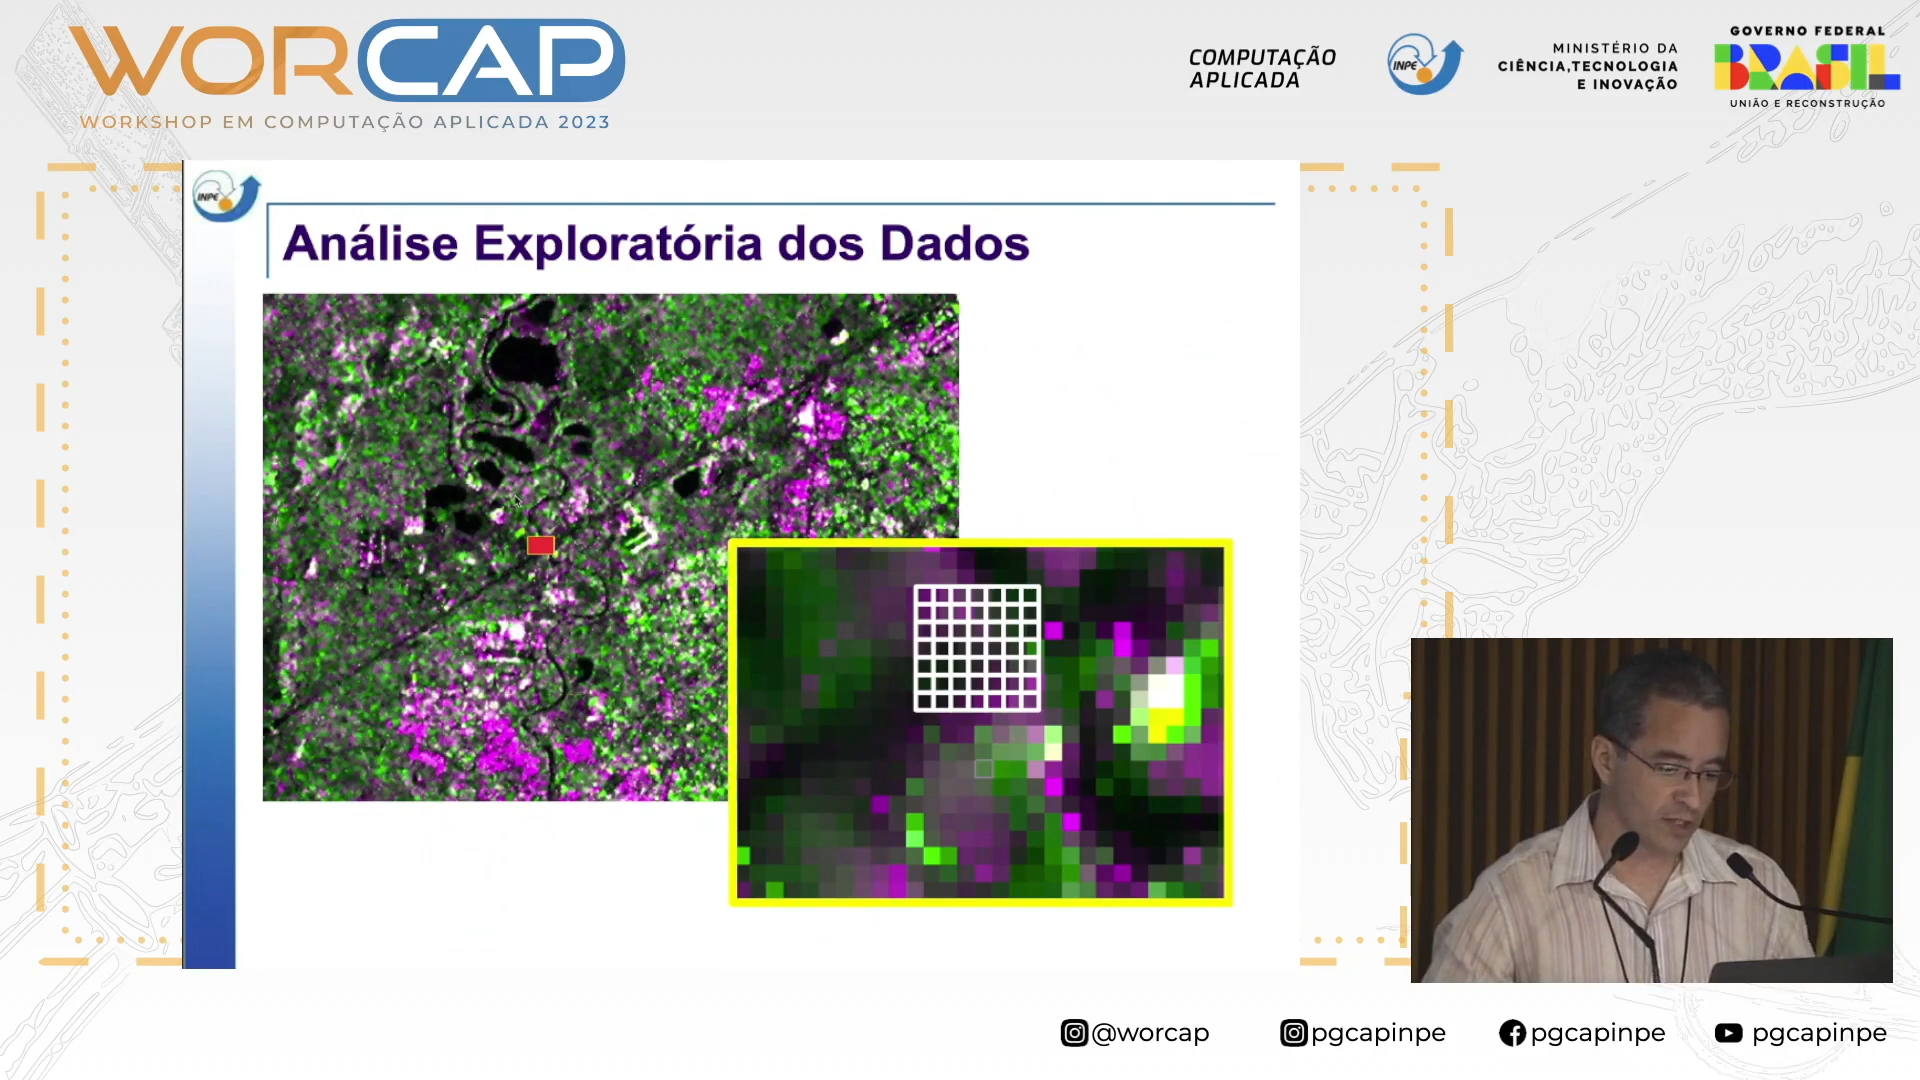 WORCAP
WORKSHOP EM COMPUTAÇÃO APLICADA 2023
COMPUTAÇÃO
APLICADA
INPE
MINISTÉRIO DA
CIÊNCIA,TECNOLOGIA
E INOVAÇÃO
GOVERNO FEDERAL
BRASIL
UNIÃO E RECONSTRUÇÃO
INPE
Análise Exploratória dos Dados
@worcap
pgcapinpe
pgcapinpe
pgcapinpe